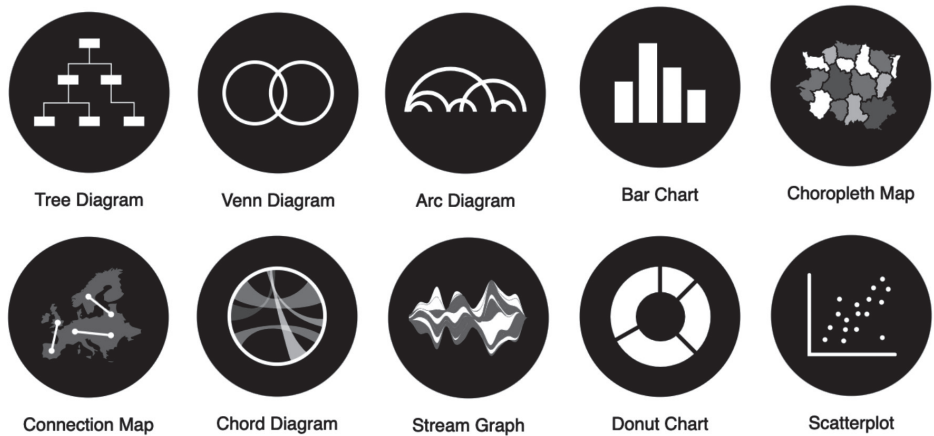 Tree Diagram
Venn Diagram
Arc Diagram
Bar Chart
Choropleth Map
Connection Map
Chord Diagram
Stream Graph
Donut Chart
Scatterplot